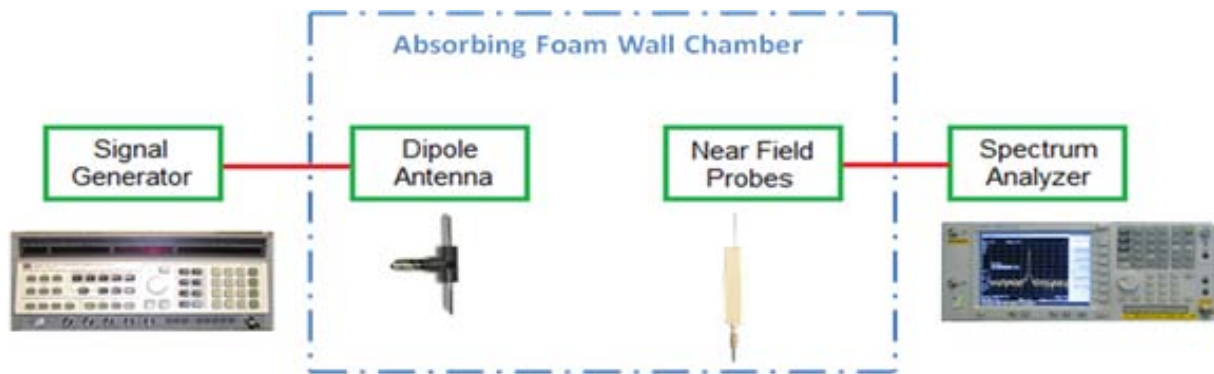 Absorbing Foam Wall Chamber
Signal
Generator
Dipole
Antenna
Near Field
Probes
Spectrum
Analyzer